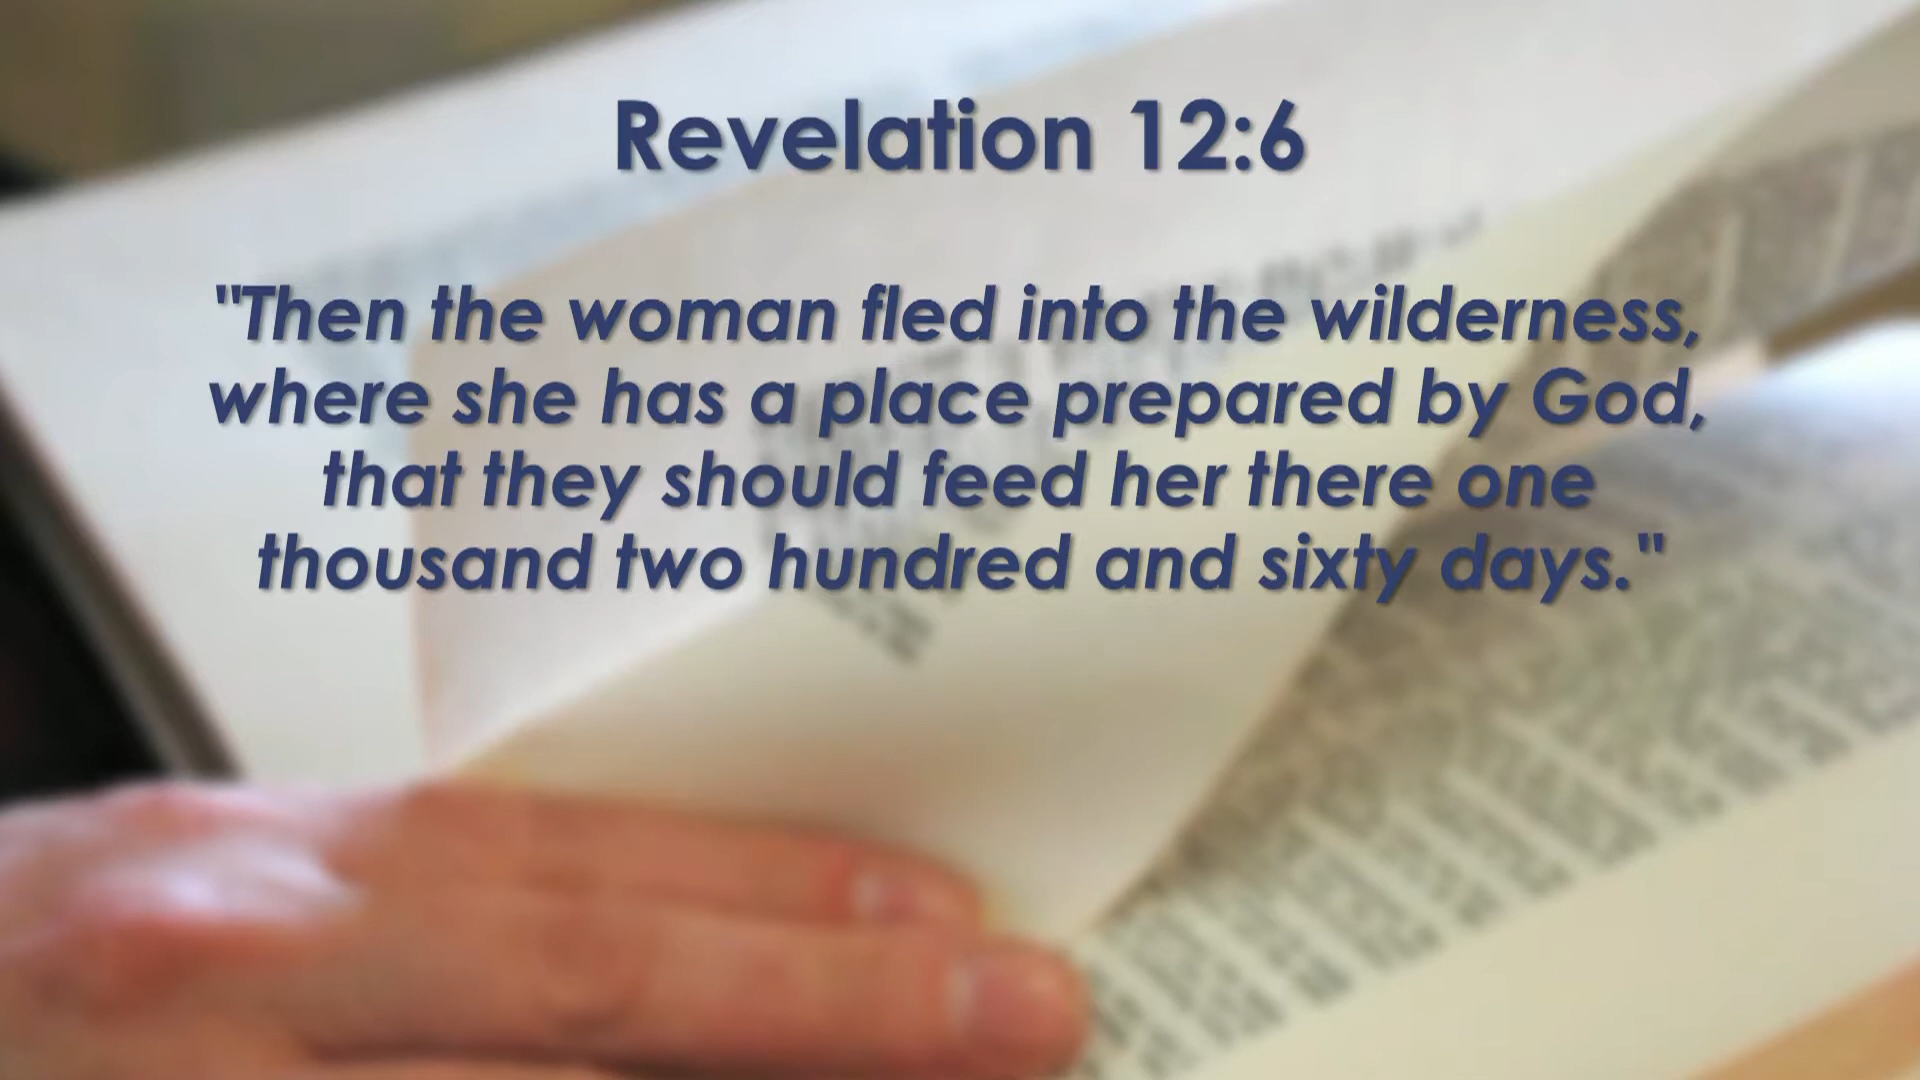 Revelation 12:6
"Then the woman fled into the wilderness,
where she has a place prepared by God,
that they should feed her there one
thousand two hundred and sixty days."